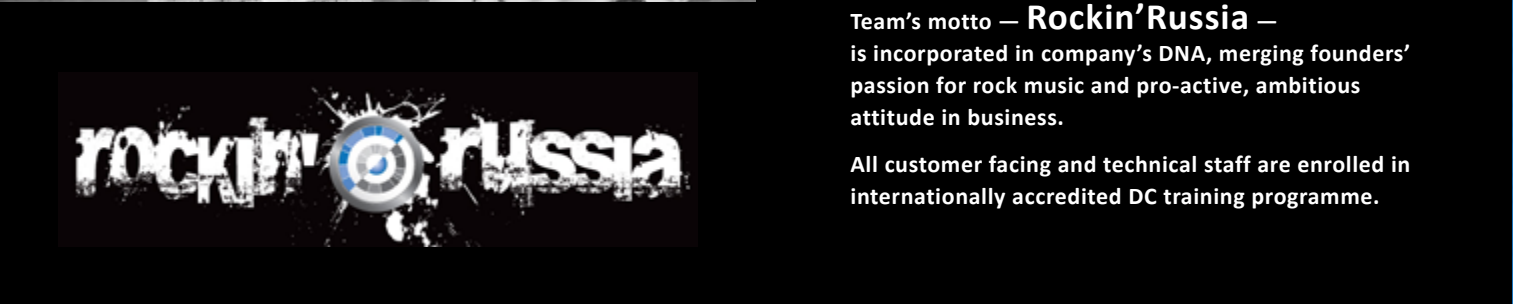 rockin' russia
Team's motto — Rockin'Russia —
is incorporated in company's DNA, merging founders'
passion for rock music and pro-active, ambitious
attitude in business.
All customer facing and technical staff are enrolled in
internationally accredited DC training programme.